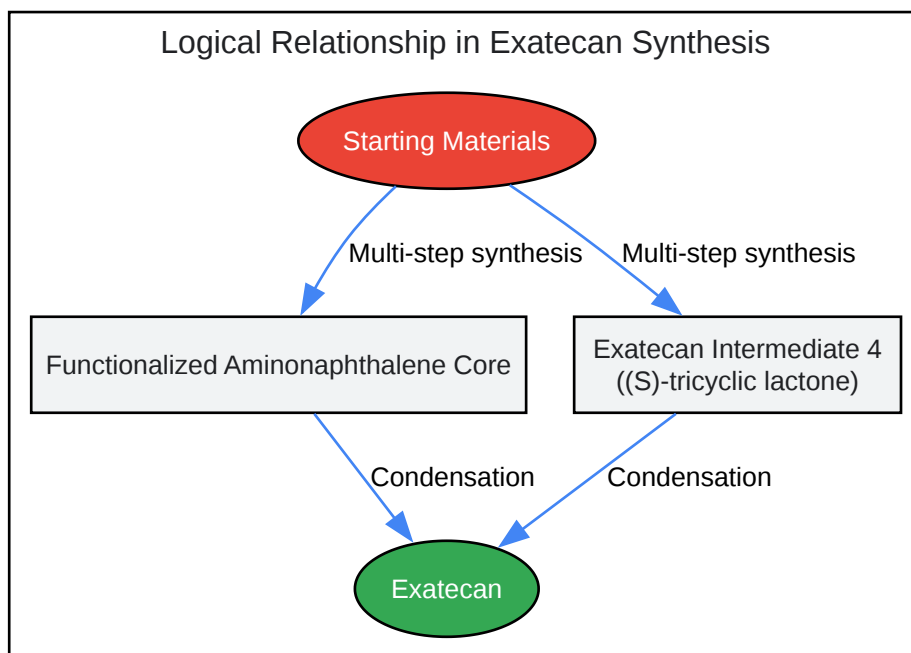 Logical Relationship in Exatecan Synthesis
Starting Materials
Multi-step synthesis
Multi-step synthesis
Functionalized Aminonaphthalene Core
Exatecan Intermediate 4
((S)-tricyclic lactone)
Condensation
Condensation
Exatecan